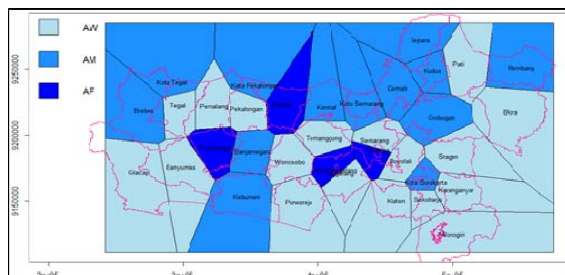 AW
AM
AF
9250000
9200000
9150000
Jepara
Kudus
Pati
Rembang
Kota Tegal
Kota Pekalongan
Demak
Brebes
Tegal
Pemalang
Pekalongan
Kendal
Kota Semarang
Grobogan
Blora
Temanggung
Semarang
Banjarnegara
Wonosobo
Boyolali
Sragen
Cilacap
Banyumas
Kota Surakarta
Karanganyar
Kebumen
Purworejo
Klaten
Sukoharjo
Wonogiri